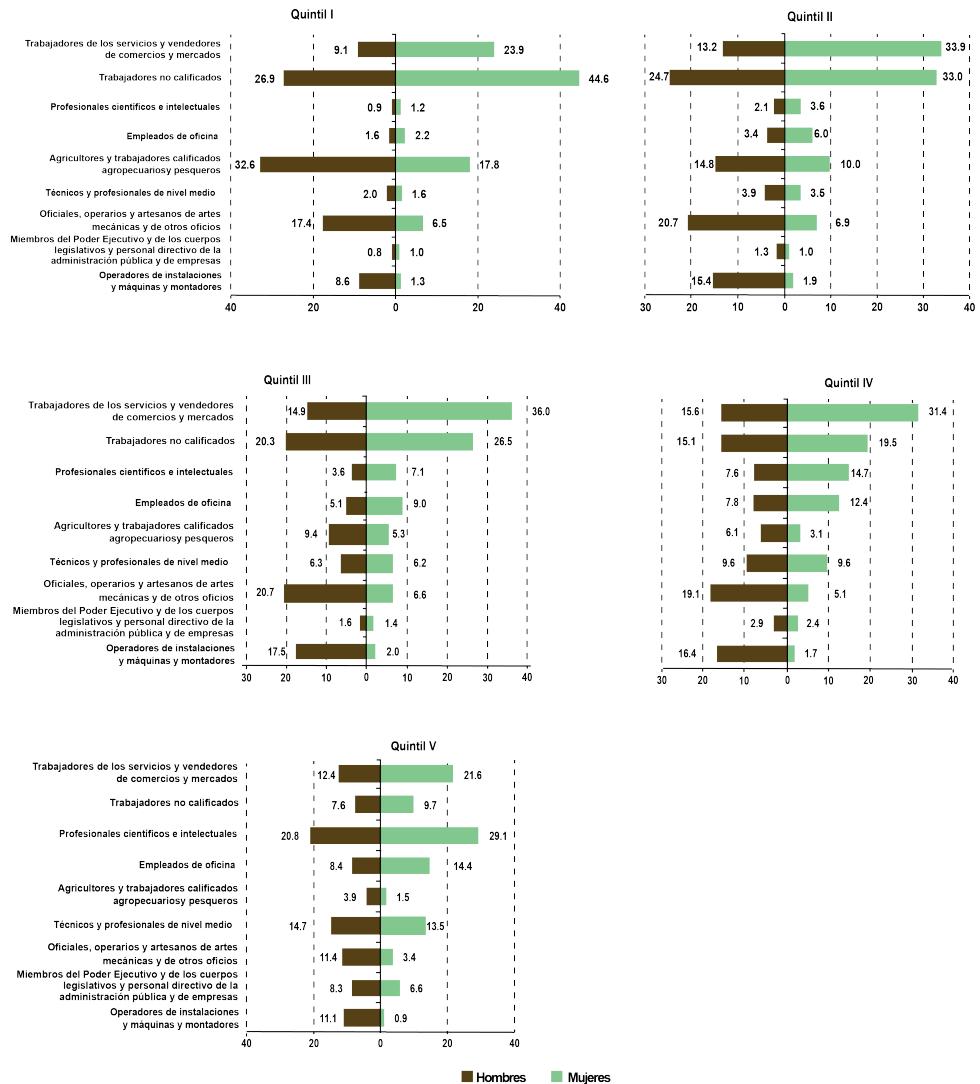 Quintil I
Trabajadores de los servicios y vendedores
de comercios y mercados
9.1 23.9
Trabajadores no calificados
26.9 44.6
Profesionales científicos e intelectuales
0.9 1.2
Empleados de oficina
1.6 2.2
Agricultores y trabajadores calificados
agropecuariosy pesqueros
32.6 17.8
Técnicos y profesionales de nivel medio
2.0 1.6
Oficiales, operarios y artesanos de artes
mecánicas y de otros oficios
17.4 6.5
Miembros del Poder Ejecutivo y de los cuerpos
legislativos y personal directivo de la
administración pública y de empresas
0.8 1.0
Operadores de instalaciones
y máquinas y montadores
8.6 1.3
40 20 0 20 40
Quintil II
13.2 33.9
24.7 33.0
2.1 3.6
3.4 6.0
14.8 10.0
3.9 3.5
20.7 6.9
1.3 1.0
15.4 1.9
30 20 10 0 10 20 30 40
Quintil III
Trabajadores de los servicios y vendedores
de comercios y mercados
14.9 36.0
Trabajadores no calificados
20.3 26.5
Profesionales científicos e intelectuales
3.6 7.1
Empleados de oficina
5.1 9.0
Agricultores y trabajadores calificados
agropecuariosy pesqueros
9.4 5.3
Técnicos y profesionales de nivel medio
6.3 6.2
Oficiales, operarios y artesanos de artes
mecánicas y de otros oficios
20.7 6.6
Miembros del Poder Ejecutivo y de los cuerpos
legislativos y personal directivo de la
administración pública y de empresas
1.6 1.4
Operadores de instalaciones
y máquinas y montadores
17.5 2.0
30 20 10 0 10 20 30 40
Quintil IV
15.6 31.4
15.1 19.5
7.6 14.7
7.8 12.4
6.1 3.1
9.6 9.6
19.1 5.1
2.9 2.4
16.4 1.7
30 20 10 0 10 20 30 40
Quintil V
Trabajadores de los servicios y vendedores
de comercios y mercados
12.4 21.6
Trabajadores no calificados
7.6 9.7
Profesionales científicos e intelectuales
20.8 29.1
Empleados de oficina
8.4 14.4
Agricultores y trabajadores calificados
agropecuariosy pesqueros
3.9 1.5
Técnicos y profesionales de nivel medio
14.7 13.5
Oficiales, operarios y artesanos de artes
mecánicas y de otros oficios
11.4 3.4
Miembros del Poder Ejecutivo y de los cuerpos
legislativos y personal directivo de la
administración pública y de empresas
8.3 6.6
Operadores de instalaciones
y máquinas y montadores
11.1 0.9
40 20 0 20 40
Hombres Mujeres